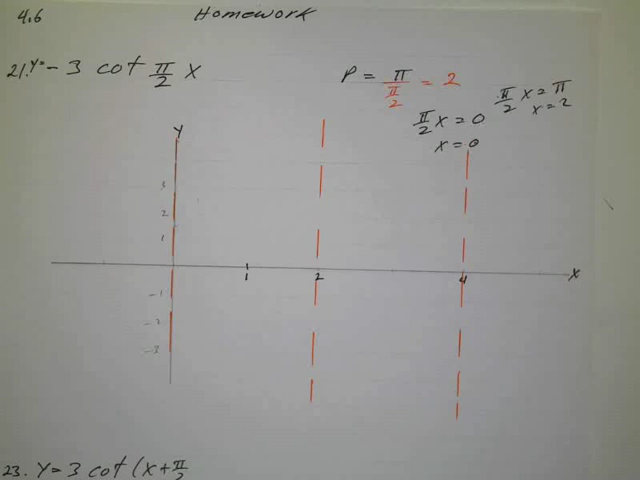 4.6 Homework
21. y = -3 cot π/2 x
P = π / π/2 = 2
π/2 x = 0
x = 0
π/2 x = π
x = 2
y
3
2
1
1 2 4 x
-1
-2
-3
23. y = 3 cot (x + π/2